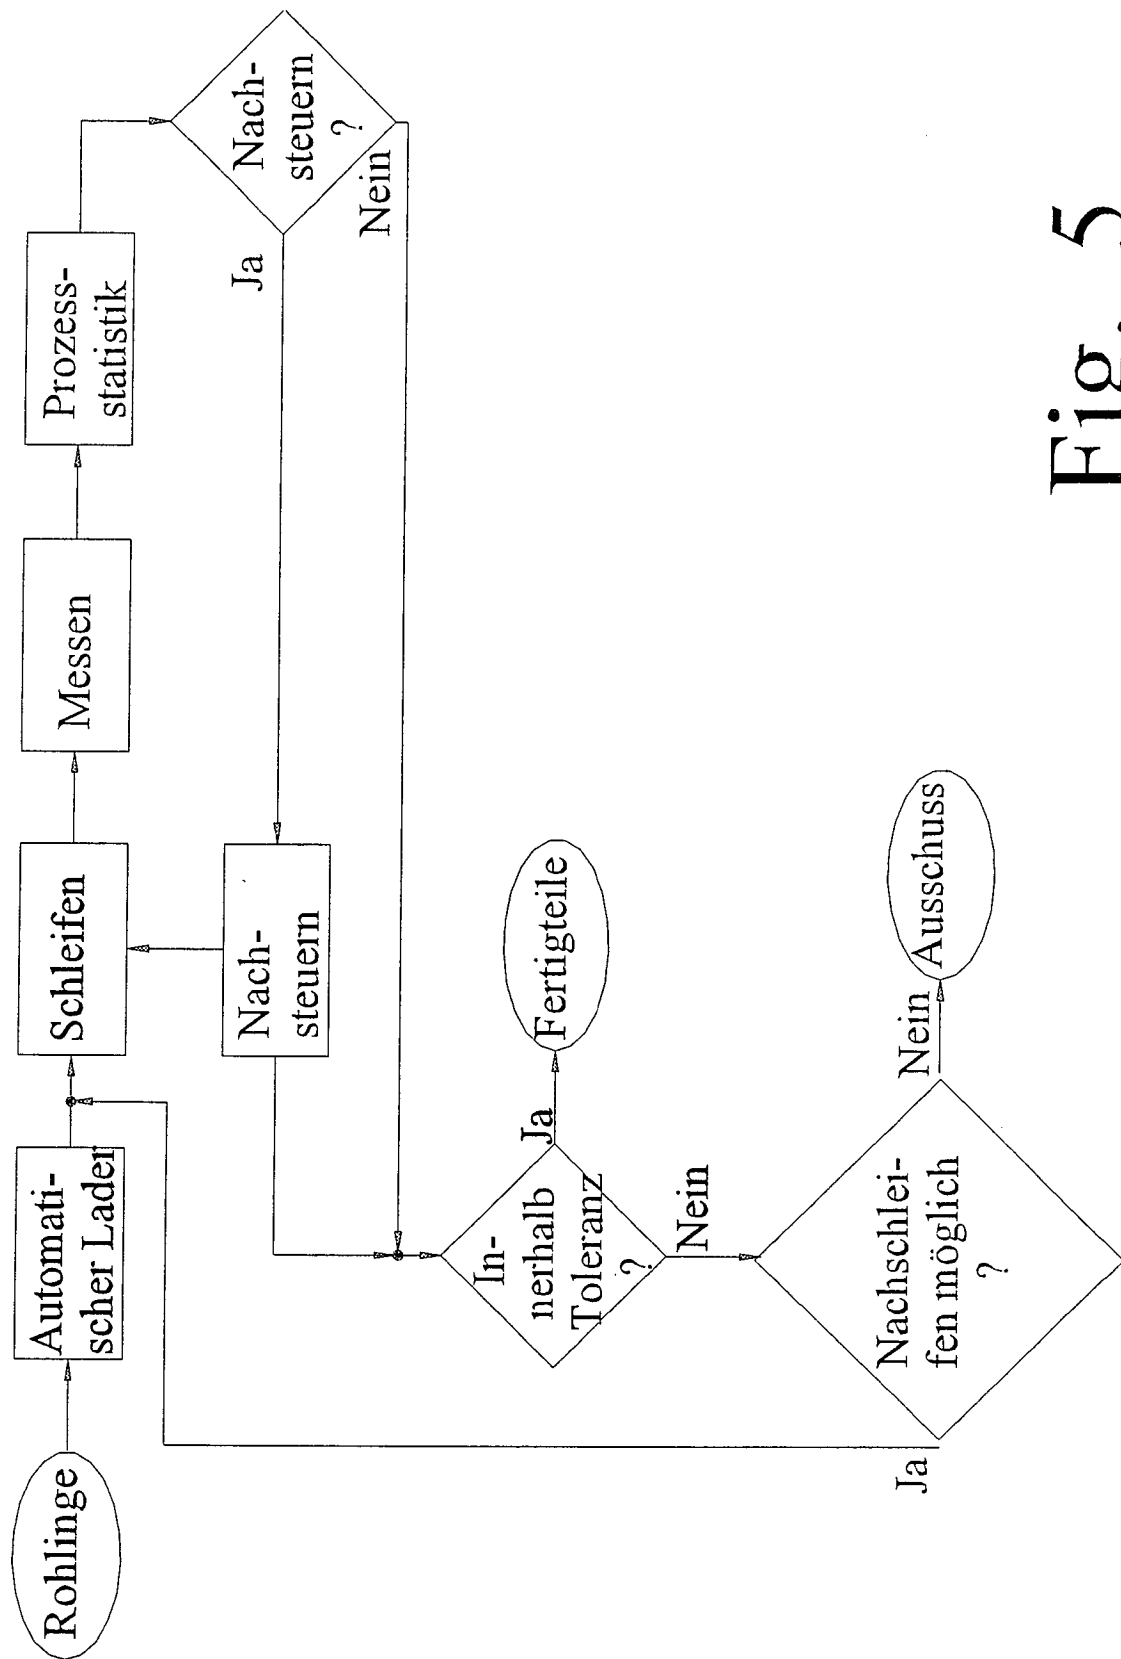 Rohlinge
Automati-
scher Lader
Schleifen
Messen
Prozess-
statistik
Nach-
steuern
?
Ja
Nein
Nach-
steuern
In-
nerhalb
Toleranz
?
Ja
Fertigteile
Nein
Nachschlei-
fen möglich
?
Nein
Ausschuss
Ja
Fig. 5